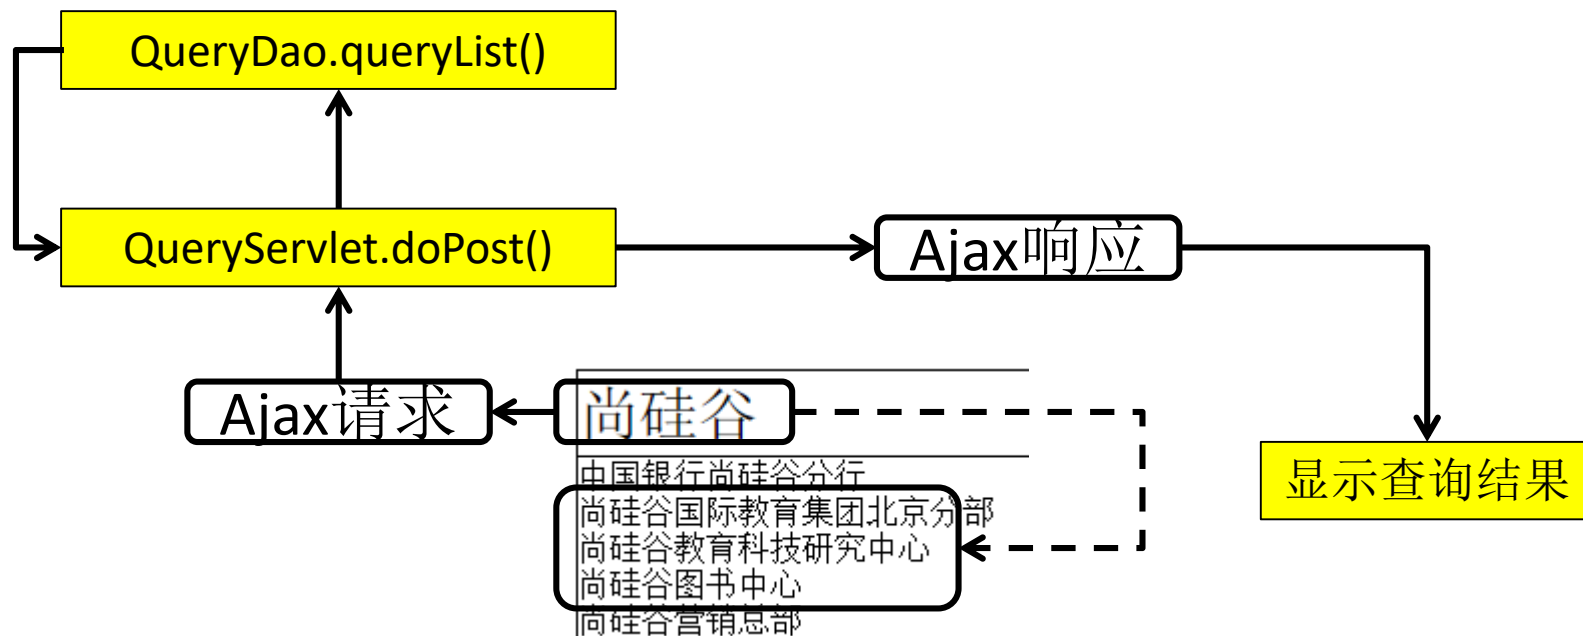 QueryDao.queryList()
QueryServlet.doPost()
Ajax响应
Ajax请求
尚硅谷
中国银行尚硅谷分行
尚硅谷国际教育集团北京分部
尚硅谷教育科技研究中心
尚硅谷图书中心
尚硅谷营销总部
显示查询结果